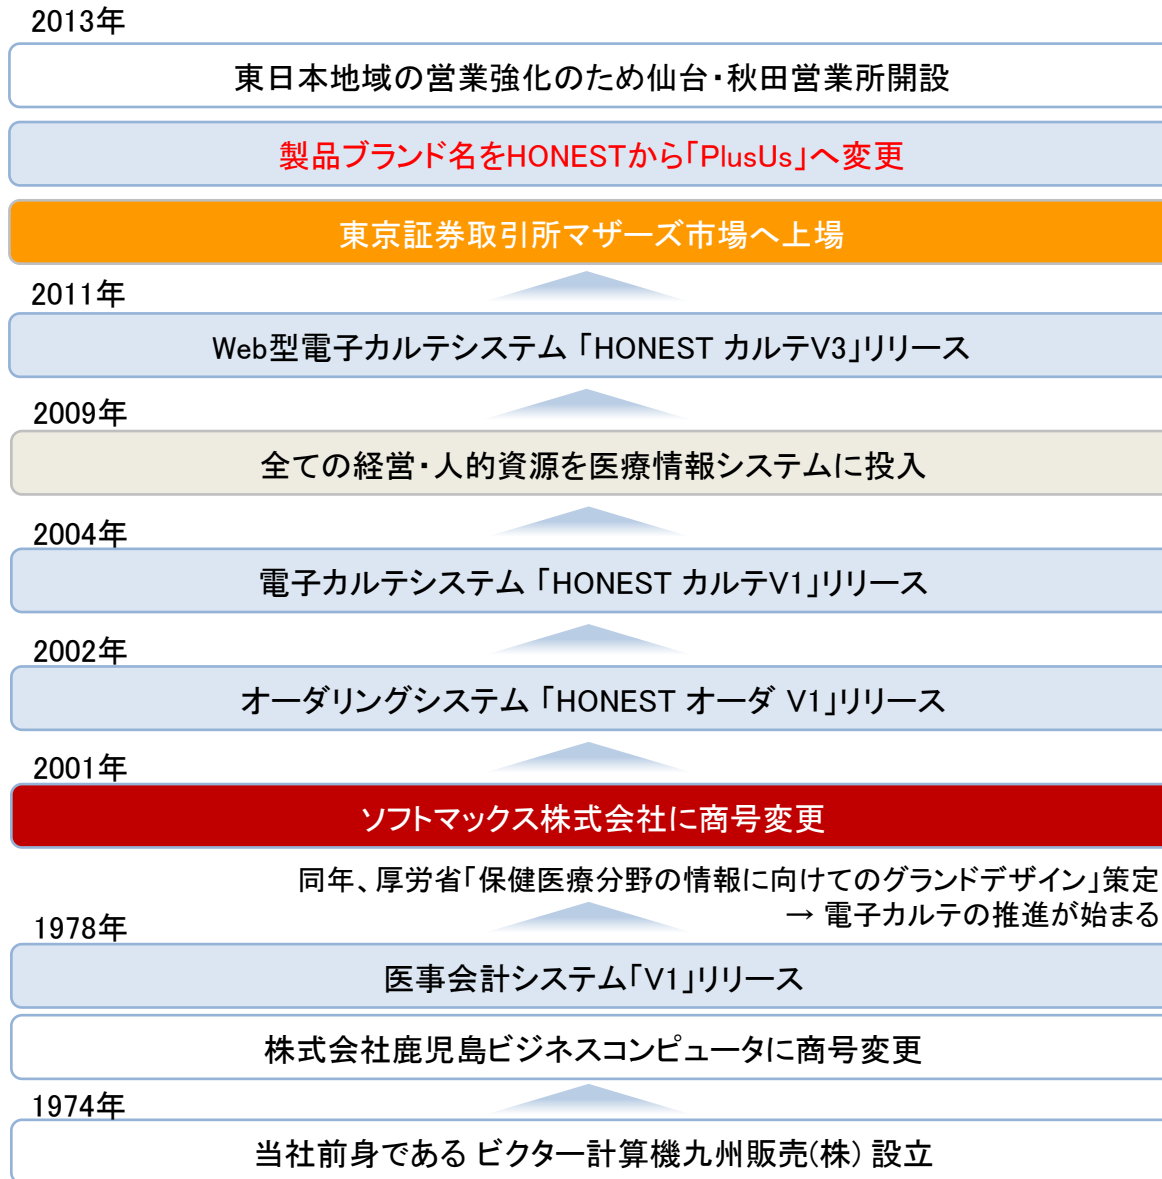 2013年
東日本地域の営業強化のため仙台・秋田営業所開設
製品ブランド名をHONESTから「PlusUs」へ変更
東京証券取引所マザーズ市場へ上場
2011年
Web型電子カルテシステム「HONEST カルテV3」リリース
2009年
全ての経営・人的資源を医療情報システムに投入
2004年
電子カルテシステム「HONEST カルテV1」リリース
2002年
オーダリングシステム「HONEST オーダ V1」リリース
2001年
ソフトマックス株式会社に商号変更
同年、厚労省「保健医療分野の情報に向けてのグランドデザイン」策定
→ 電子カルテの推進が始まる
1978年
医事会計システム「V1」リリース
株式会社鹿児島ビジネスコンピュータに商号変更
1974年
当社前身である ビクター計算機九州販売(株) 設立